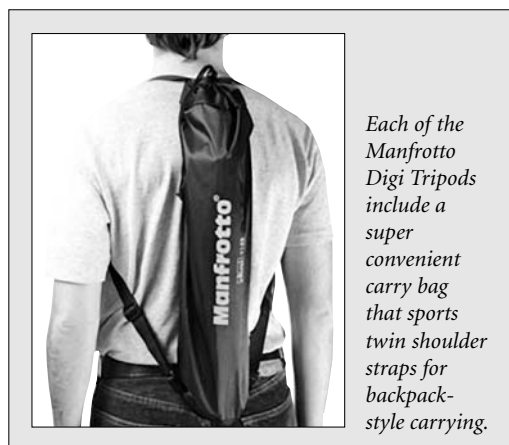 Manfrotto
Each of the
Manfrotto
Digi Tripods
include a
super
convenient
carry bag
that sports
twin shoulder
straps for
backpack-
style carrying.